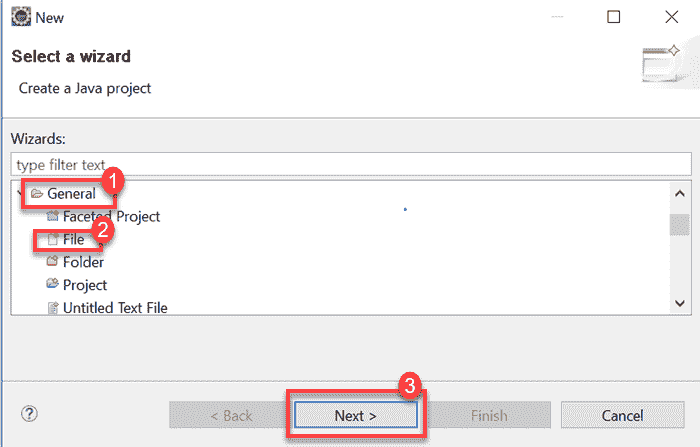 New
Select a wizard
Create a Java project
Wizards:
type filter text
General 1
Faceted Project
File 2
Folder
Project
Untitled Text File
3
? < Back Next > Finish Cancel